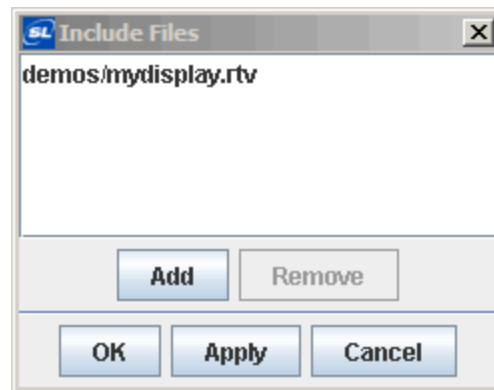 SL Include Files
demos/mydisplay.rtv
Add Remove
OK Apply Cancel